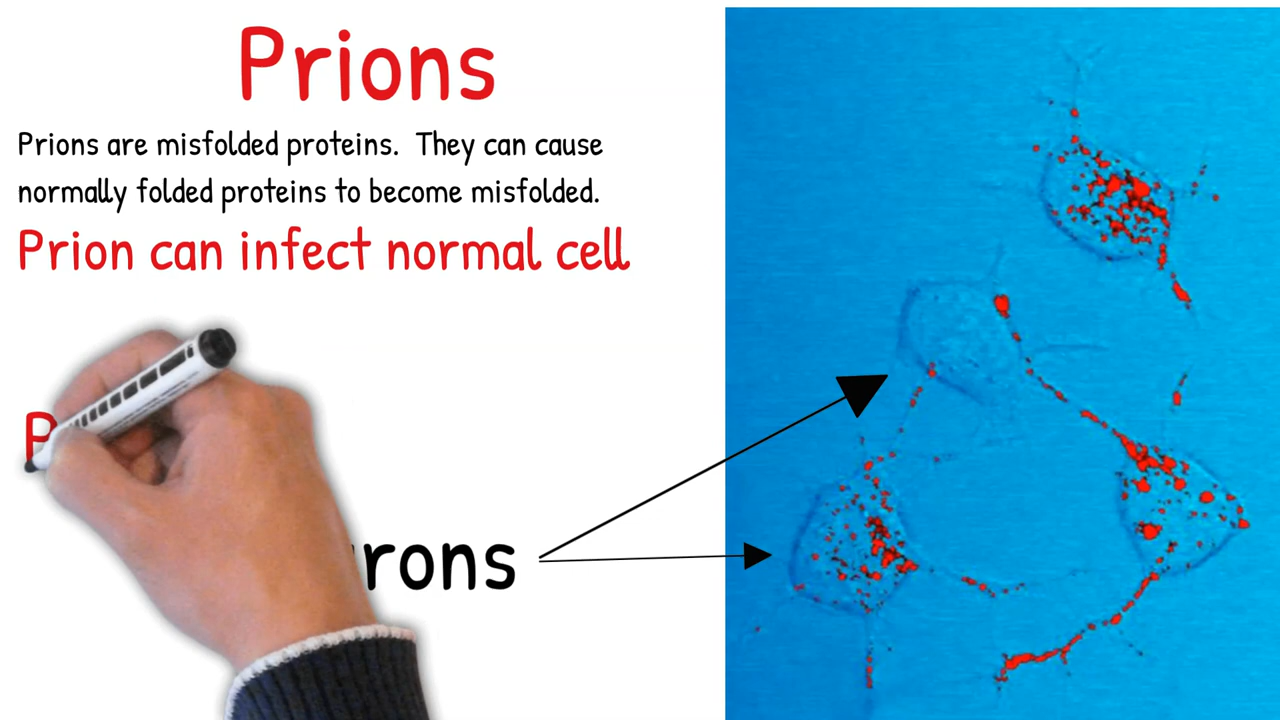 Prions
Prions are misfolded proteins. They can cause
normally folded proteins to become misfolded.
Prion can infect normal cell
P
rons